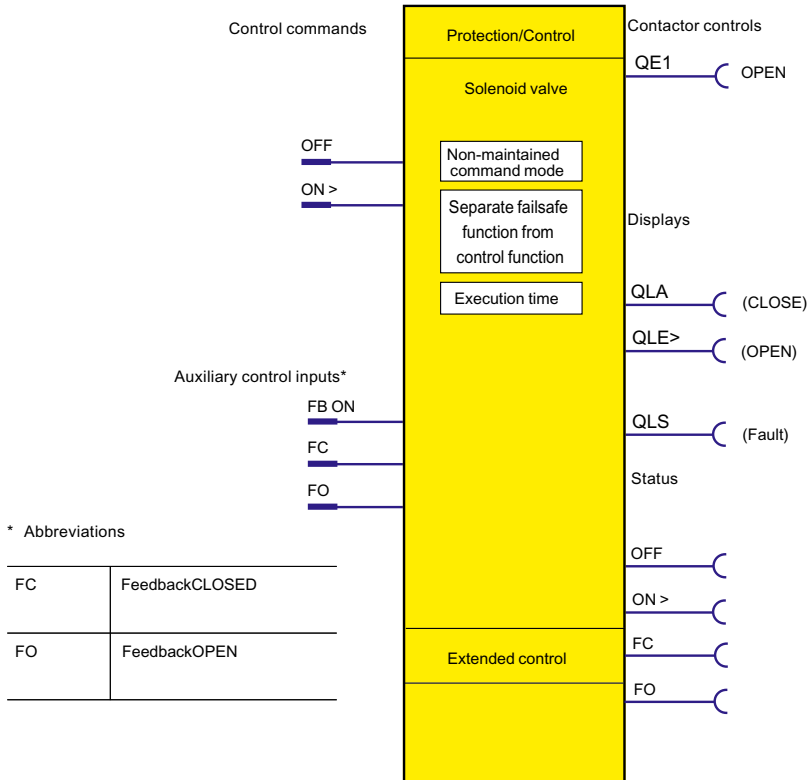 Control commands
Protection/Control
Contactor controls
QE1
OPEN
Solenoid valve
OFF
ON >
Non-maintained
command mode
Separate failsafe
function from
control function
Execution time
Displays
QLA
(CLOSE)
QLE>
(OPEN)
Auxiliary control inputs*
FB ON
FC
FO
QLS
(Fault)
Status
* Abbreviations
FC FeedbackCLOSED
FO FeedbackOPEN
OFF
ON >
FC
FO
Extended control